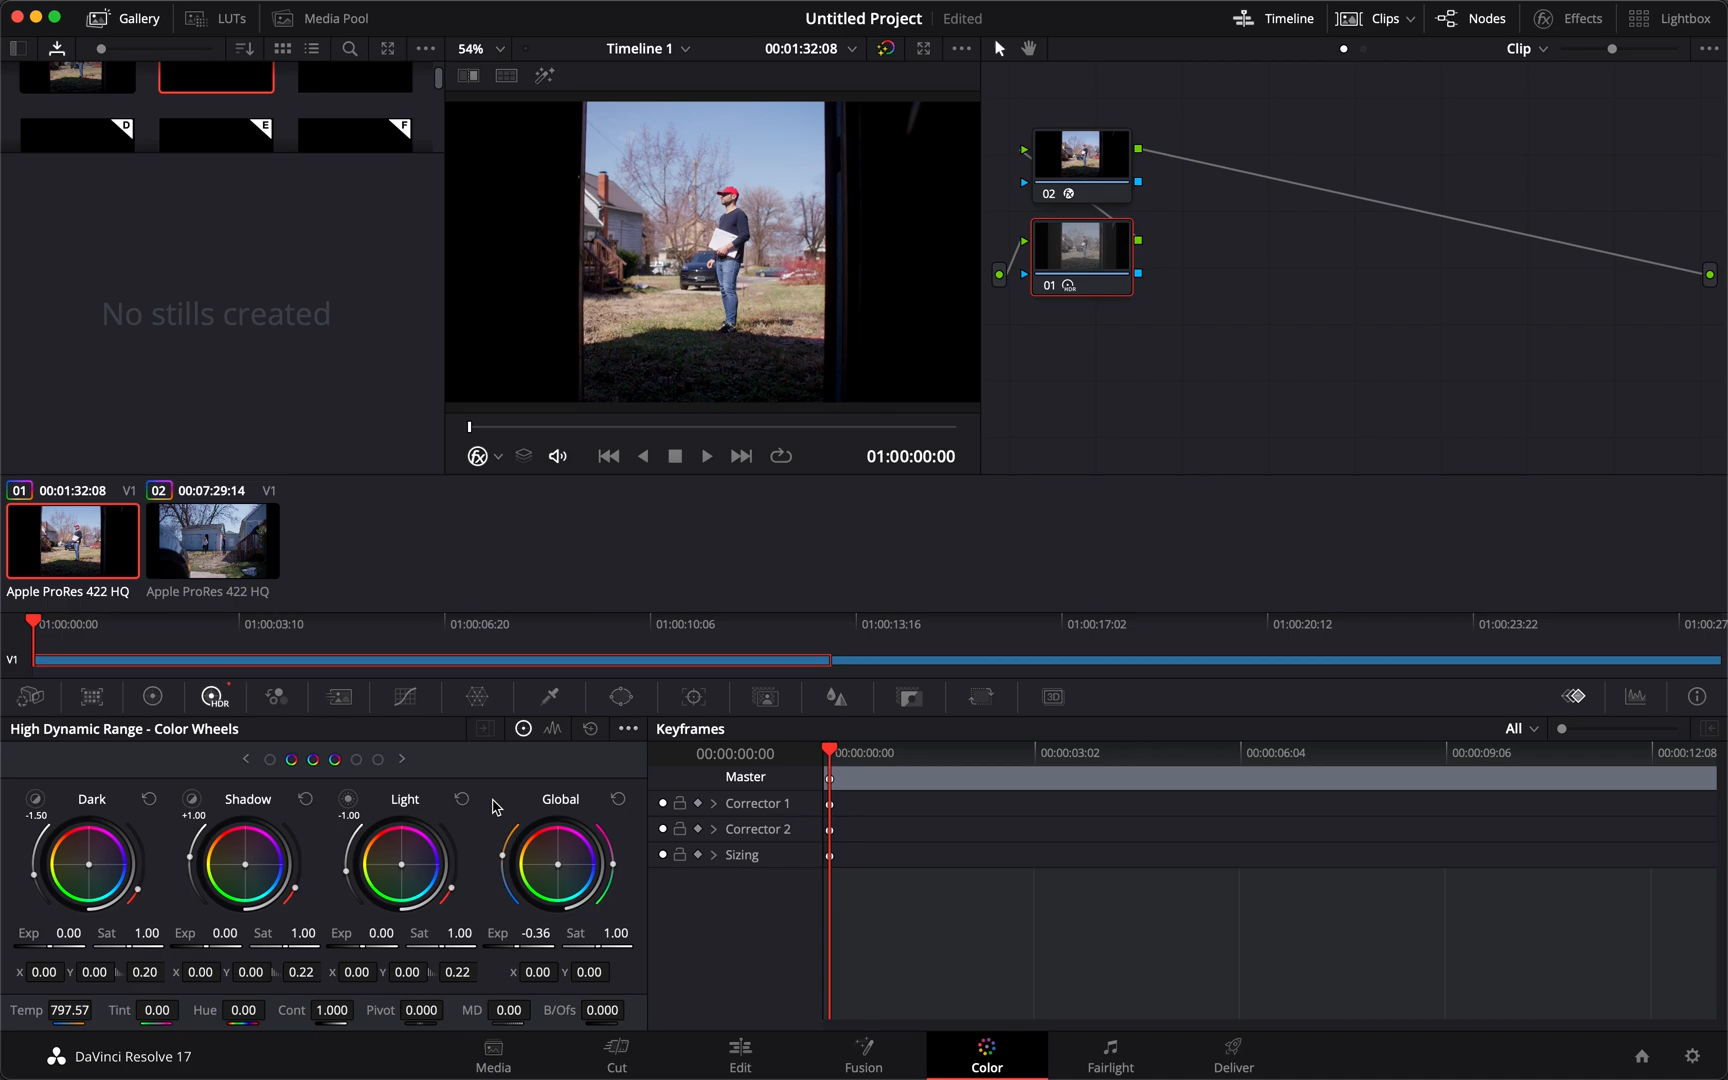 Gallery LUTs Media Pool Untitled Project Edited Timeline Clips Nodes Effects Lightbox
54% Timeline 1 00:01:32:08 Clip
D E F
No stills created
02
01 HDR
01:00:00:00
01 00:01:32:08 V1 02 00:07:29:14 V1
Apple ProRes 422 HQ Apple ProRes 422 HQ
01:00:00:00 01:00:03:10 01:00:06:20 01:00:10:06 01:00:13:16 01:00:17:02 01:00:20:12 01:00:23:22 01:00:27
V1
HDR 3D
High Dynamic Range - Color Wheels Keyframes All
00:00:00:00 00:00:00:00 00:00:03:02 00:00:06:04 00:00:09:06 00:00:12:08
Master
Dark Shadow Light Global Corrector 1
-1.50 +1.00 -1.00
Corrector 2
Sizing
Exp 0.00 Sat 1.00 Exp 0.00 Sat 1.00 Exp 0.00 Sat 1.00 Exp -0.36 Sat 1.00
X 0.00 Y 0.00 0.20 X 0.00 Y 0.00 0.22 X 0.00 Y 0.00 0.22 X 0.00 Y 0.00
Temp 797.57 Tint 0.00 Hue 0.00 Cont 1.000 Pivot 0.000 MD 0.00 B/Ofs 0.000
DaVinci Resolve 17 Media Cut Edit Fusion Color Fairlight Deliver